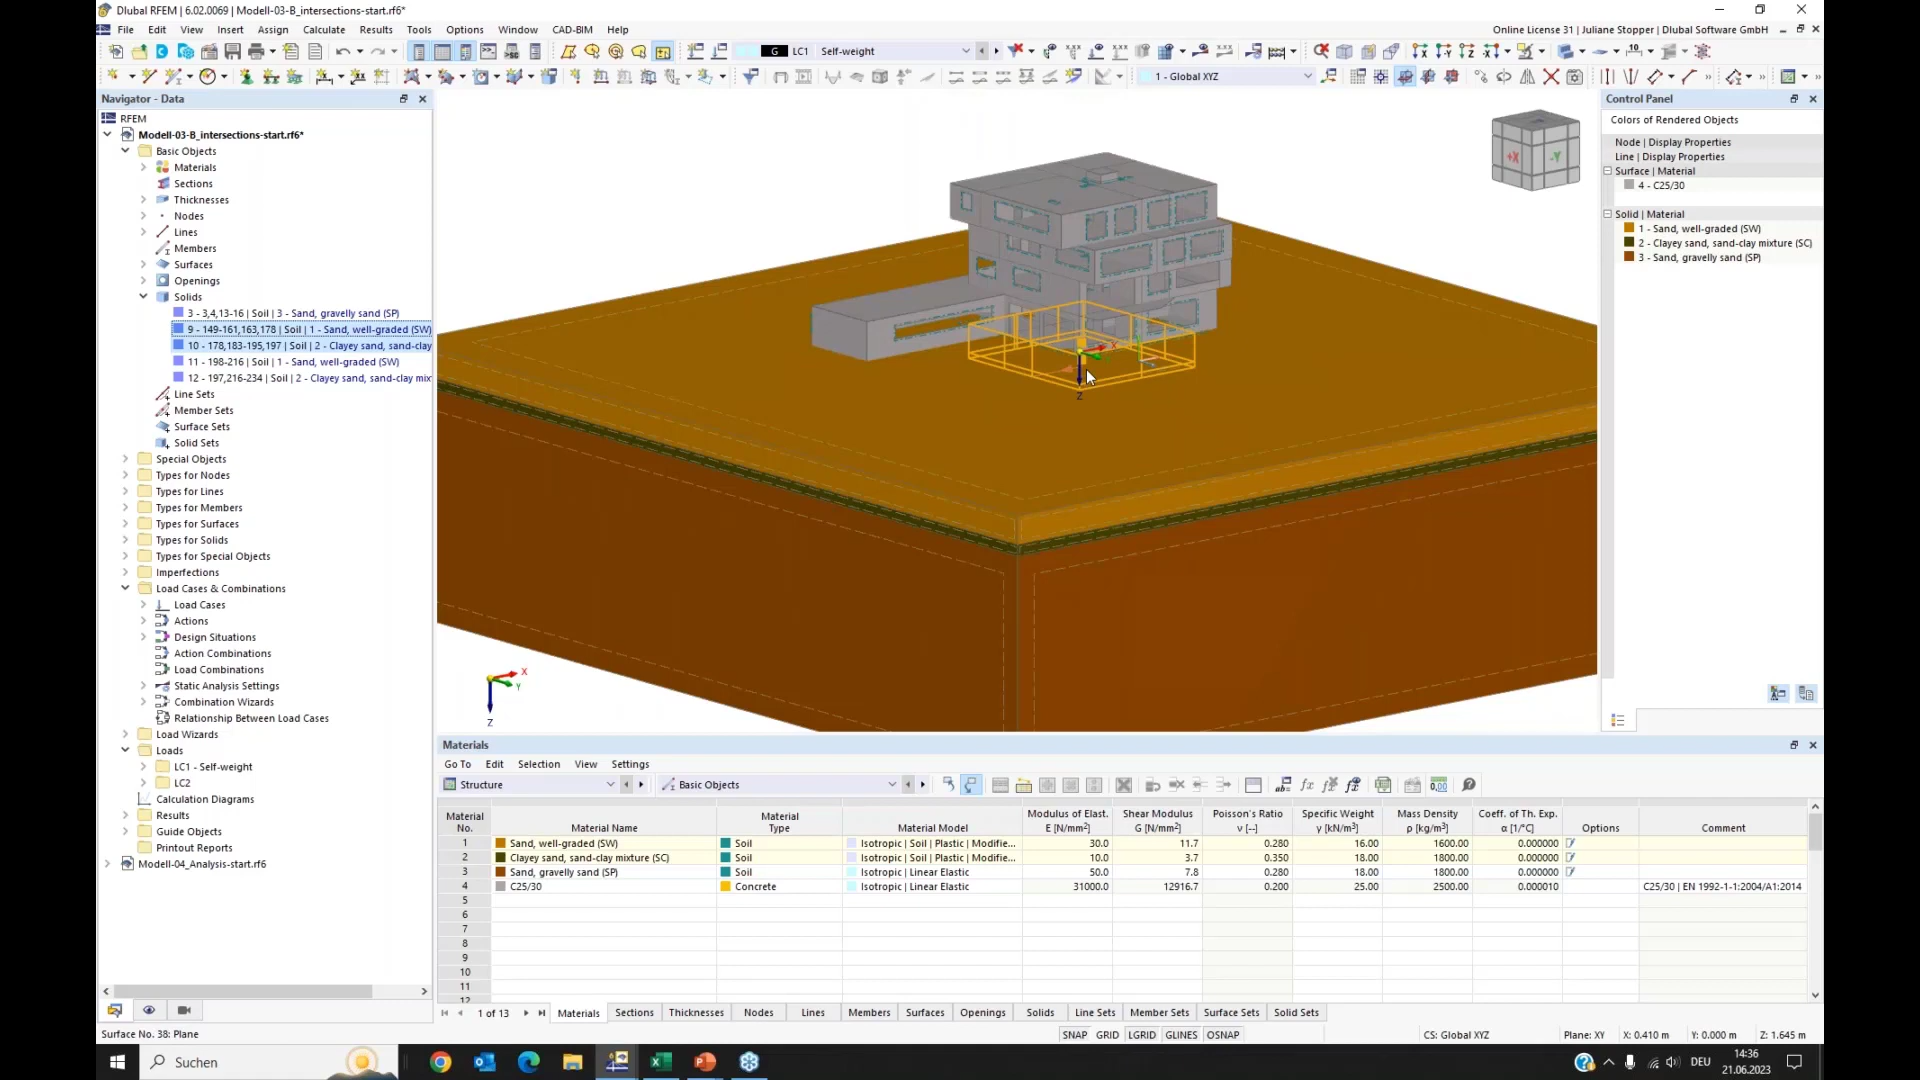 Dlubal RFEM | 6.02.0069 | Modell-03-B_intersections-start.rf6*
File Edit View Insert Assign Calculate Results Tools Options Window CAD-BIM Help
Online License 31 | Juliane Stopper | Dlubal Software GmbH
G LC1 Self-weight
1 - Global XYZ
Navigator - Data
RFEM
Modell-03-B_intersections-start.rf6*
Basic Objects
Materials
Sections
Thicknesses
Nodes
Lines
Members
Surfaces
Openings
Solids
3 - 3,4,13-16 | Soil | 3 - Sand, gravelly sand (SP)
9 - 149-161,163,178 | Soil | 1 - Sand, well-graded (SW)
10 - 178,183-195,197 | Soil | 2 - Clayey sand, sand-clay
11 - 198-216 | Soil | 1 - Sand, well-graded (SW)
12 - 197,216-234 | Soil | 2 - Clayey sand, sand-clay mix
Line Sets
Member Sets
Surface Sets
Solid Sets
Special Objects
Types for Nodes
Types for Lines
Types for Members
Types for Surfaces
Types for Solids
Types for Special Objects
Imperfections
Load Cases & Combinations
Load Cases
Actions
Design Situations
Action Combinations
Load Combinations
Static Analysis Settings
Combination Wizards
Relationship Between Load Cases
Load Wizards
Loads
LC1 - Self-weight
LC2
Calculation Diagrams
Results
Guide Objects
Printout Reports
Modell-04_Analysis-start.rf6
+X -Y
X
Z
X
Y
Z
Control Panel
Colors of Rendered Objects
Node | Display Properties
Line | Display Properties
Surface | Material
4 - C25/30
Solid | Material
1 - Sand, well-graded (SW)
2 - Clayey sand, sand-clay mixture (SC)
3 - Sand, gravelly sand (SP)
Materials
Go To Edit Selection View Settings
Structure Basic Objects
Material No. Material Name Material Type Material Model Modulus of Elast. E [N/mm²] Shear Modulus G [N/mm²] Poisson's Ratio ν [--] Specific Weight γ [kN/m³] Mass Density ρ [kg/m³] Coeff. of Th. Exp. α [1/°C] Options Comment
1 Sand, well-graded (SW) Soil Isotropic | Soil | Plastic | Modifie... 30.0 11.7 0.280 16.00 1600.00 0.000000
2 Clayey sand, sand-clay mixture (SC) Soil Isotropic | Soil | Plastic | Modifie... 10.0 3.7 0.350 18.00 1800.00 0.000000
3 Sand, gravelly sand (SP) Soil Isotropic | Linear Elastic 50.0 7.8 0.280 18.00 1800.00 0.000000
4 C25/30 Concrete Isotropic | Linear Elastic 31000.0 12916.7 0.200 25.00 2500.00 0.000010 C25/30 | EN 1992-1-1:2004/A1:2014
5
6
7
8
9
10
11
12
1 of 13 Materials Sections Thicknesses Nodes Lines Members Surfaces Openings Solids Line Sets Member Sets Surface Sets Solid Sets
Surface No. 38: Plane
SNAP GRID LGRID GLINES OSNAP
CS: Global XYZ Plane: XY X: 0.410 m Y: 0.000 m Z: 1.645 m
Suchen
DEU
14:36
21.06.2023